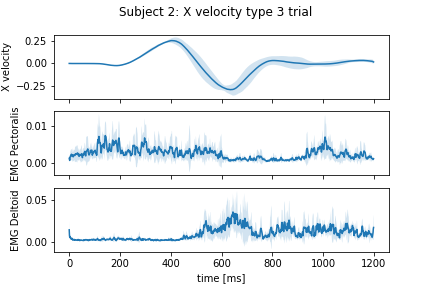 Subject 2: X velocity type 3 trial
X velocity
0.25
0.00
−0.25
EMG Pectoralis
0.01
0.00
EMG Deltoid
0.05
0.00
0 200 400 600 800 1000 1200
time [ms]